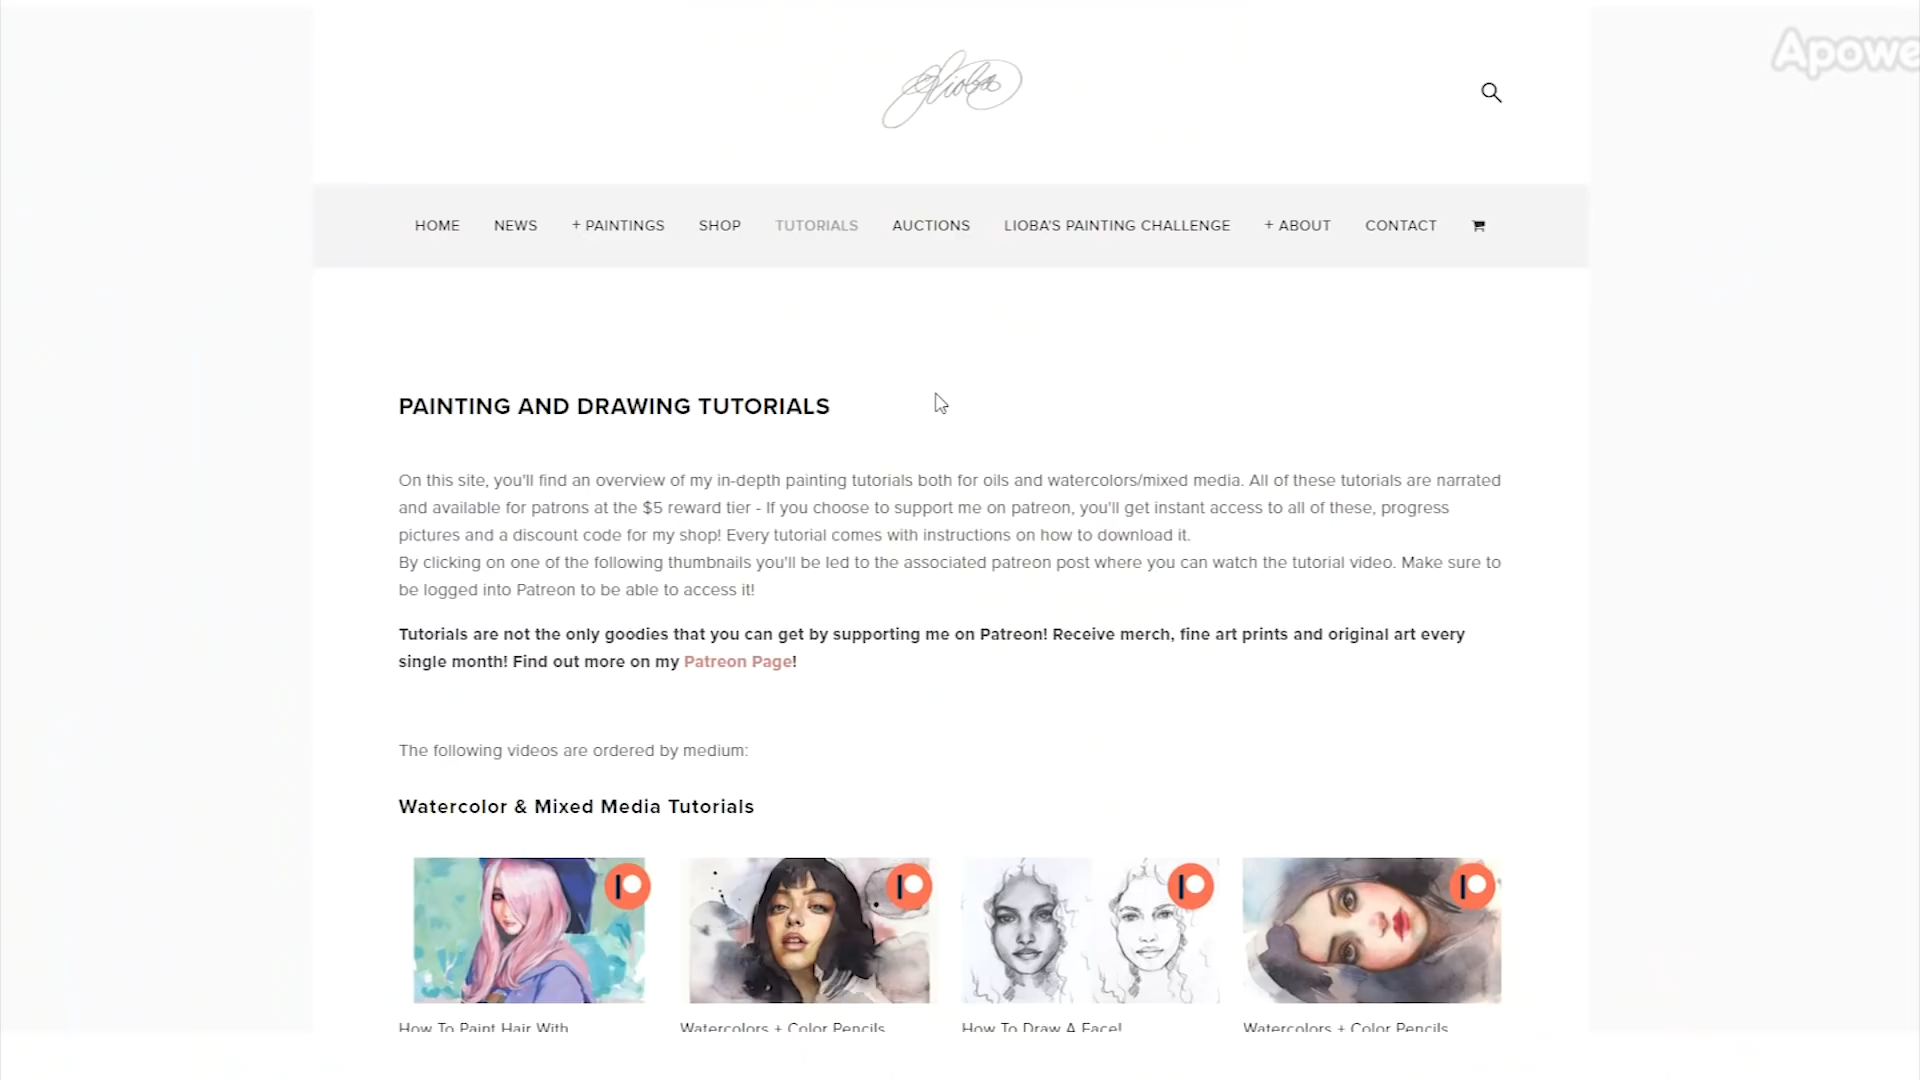 Apowe
Lioba
HOME NEWS + PAINTINGS SHOP TUTORIALS AUCTIONS LIOBA'S PAINTING CHALLENGE + ABOUT CONTACT
PAINTING AND DRAWING TUTORIALS
On this site, you'll find an overview of my in-depth painting tutorials both for oils and watercolors/mixed media. All of these tutorials are narrated
and available for patrons at the $5 reward tier - If you choose to support me on patreon, you'll get instant access to all of these, progress
pictures and a discount code for my shop! Every tutorial comes with instructions on how to download it.
By clicking on one of the following thumbnails you'll be led to the associated patreon post where you can watch the tutorial video. Make sure to
be logged into Patreon to be able to access it!
Tutorials are not the only goodies that you can get by supporting me on Patreon! Receive merch, fine art prints and original art every
single month! Find out more on my Patreon Page!
The following videos are ordered by medium:
Watercolor & Mixed Media Tutorials
How To Paint Hair With
Watercolors + Color Pencils
How To Draw A Face!
Watercolors + Color Pencils